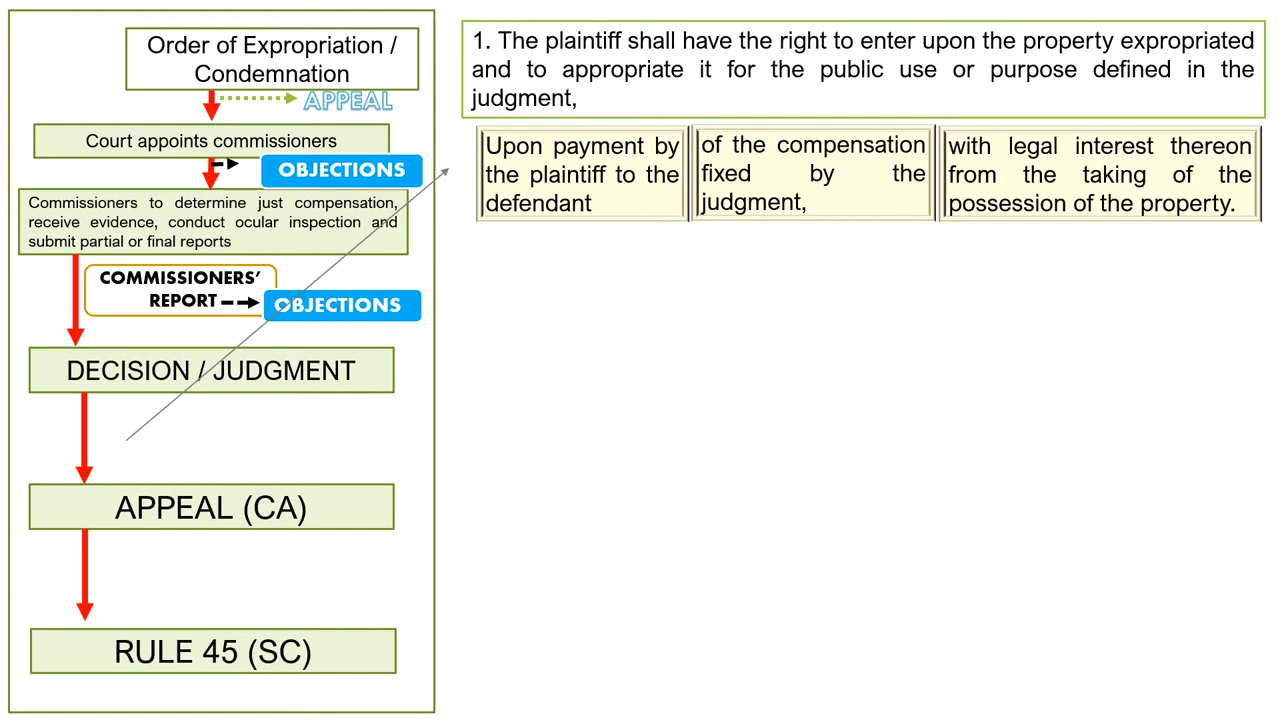 Order of Expropriation /
Condemnation
APPEAL
Court appoints commissioners
OBJECTIONS
Commissioners to determine just compensation,
receive evidence, conduct ocular inspection and
submit partial or final reports
COMMISSIONERS’
REPORT
OBJECTIONS
DECISION / JUDGMENT
APPEAL (CA)
RULE 45 (SC)
1. The plaintiff shall have the right to enter upon the property expropriated
and to appropriate it for the public use or purpose defined in the
judgment,
Upon payment by
the plaintiff to the
defendant
of the compensation
fixed by the
judgment,
with legal interest thereon
from the taking of the
possession of the property.